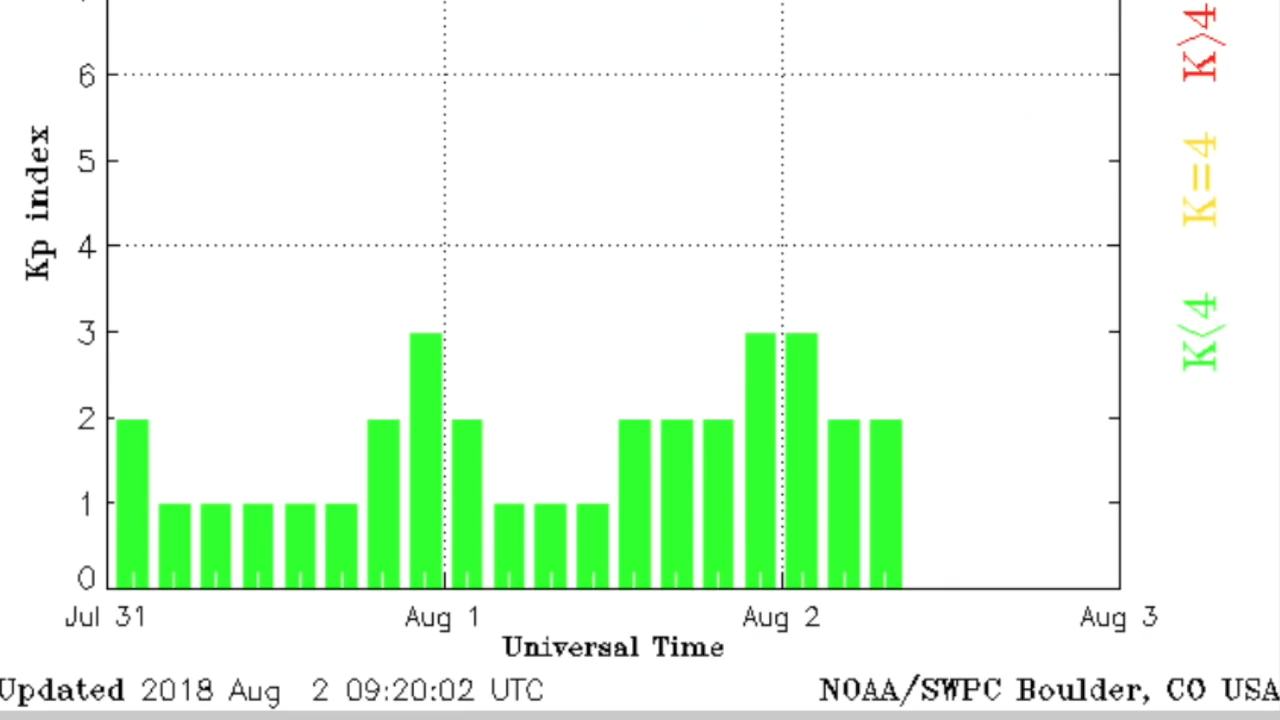 6
5
4
3
2
1
0
Kp index
Jul 31 Aug 1 Aug 2 Aug 3
Universal Time
Updated 2018 Aug 2 09:20:02 UTC NOAA/SWPC Boulder, CO USA
K>4
K=4
K<4